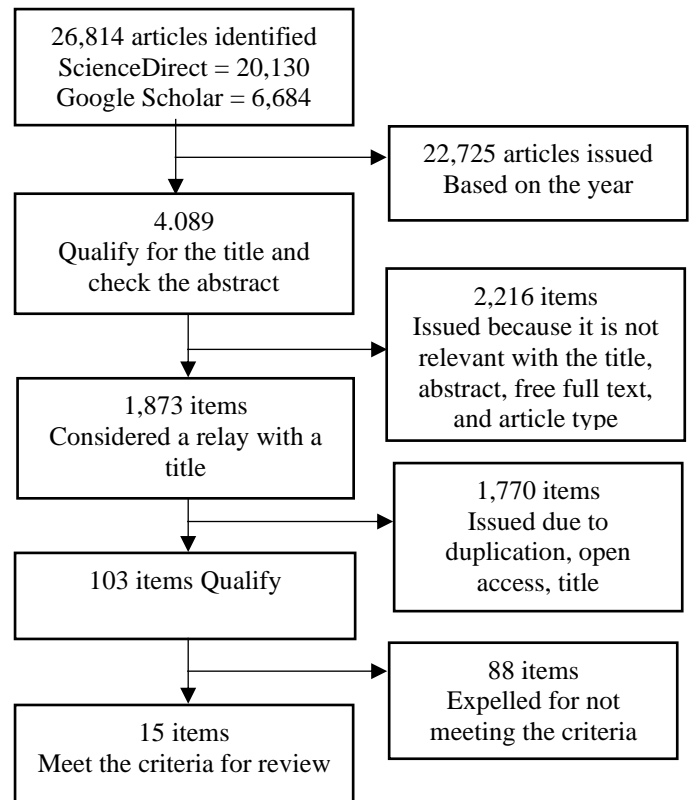 26,814 articles identified
ScienceDirect = 20,130
Google Scholar = 6,684
22,725 articles issued
Based on the year
4.089
Qualify for the title and
check the abstract
2,216 items
Issued because it is not
relevant with the title,
abstract, free full text,
and article type
1,873 items
Considered a relay with a
title
1,770 items
Issued due to
duplication, open
access, title
103 items Qualify
88 items
Expelled for not
meeting the criteria
15 items
Meet the criteria for review